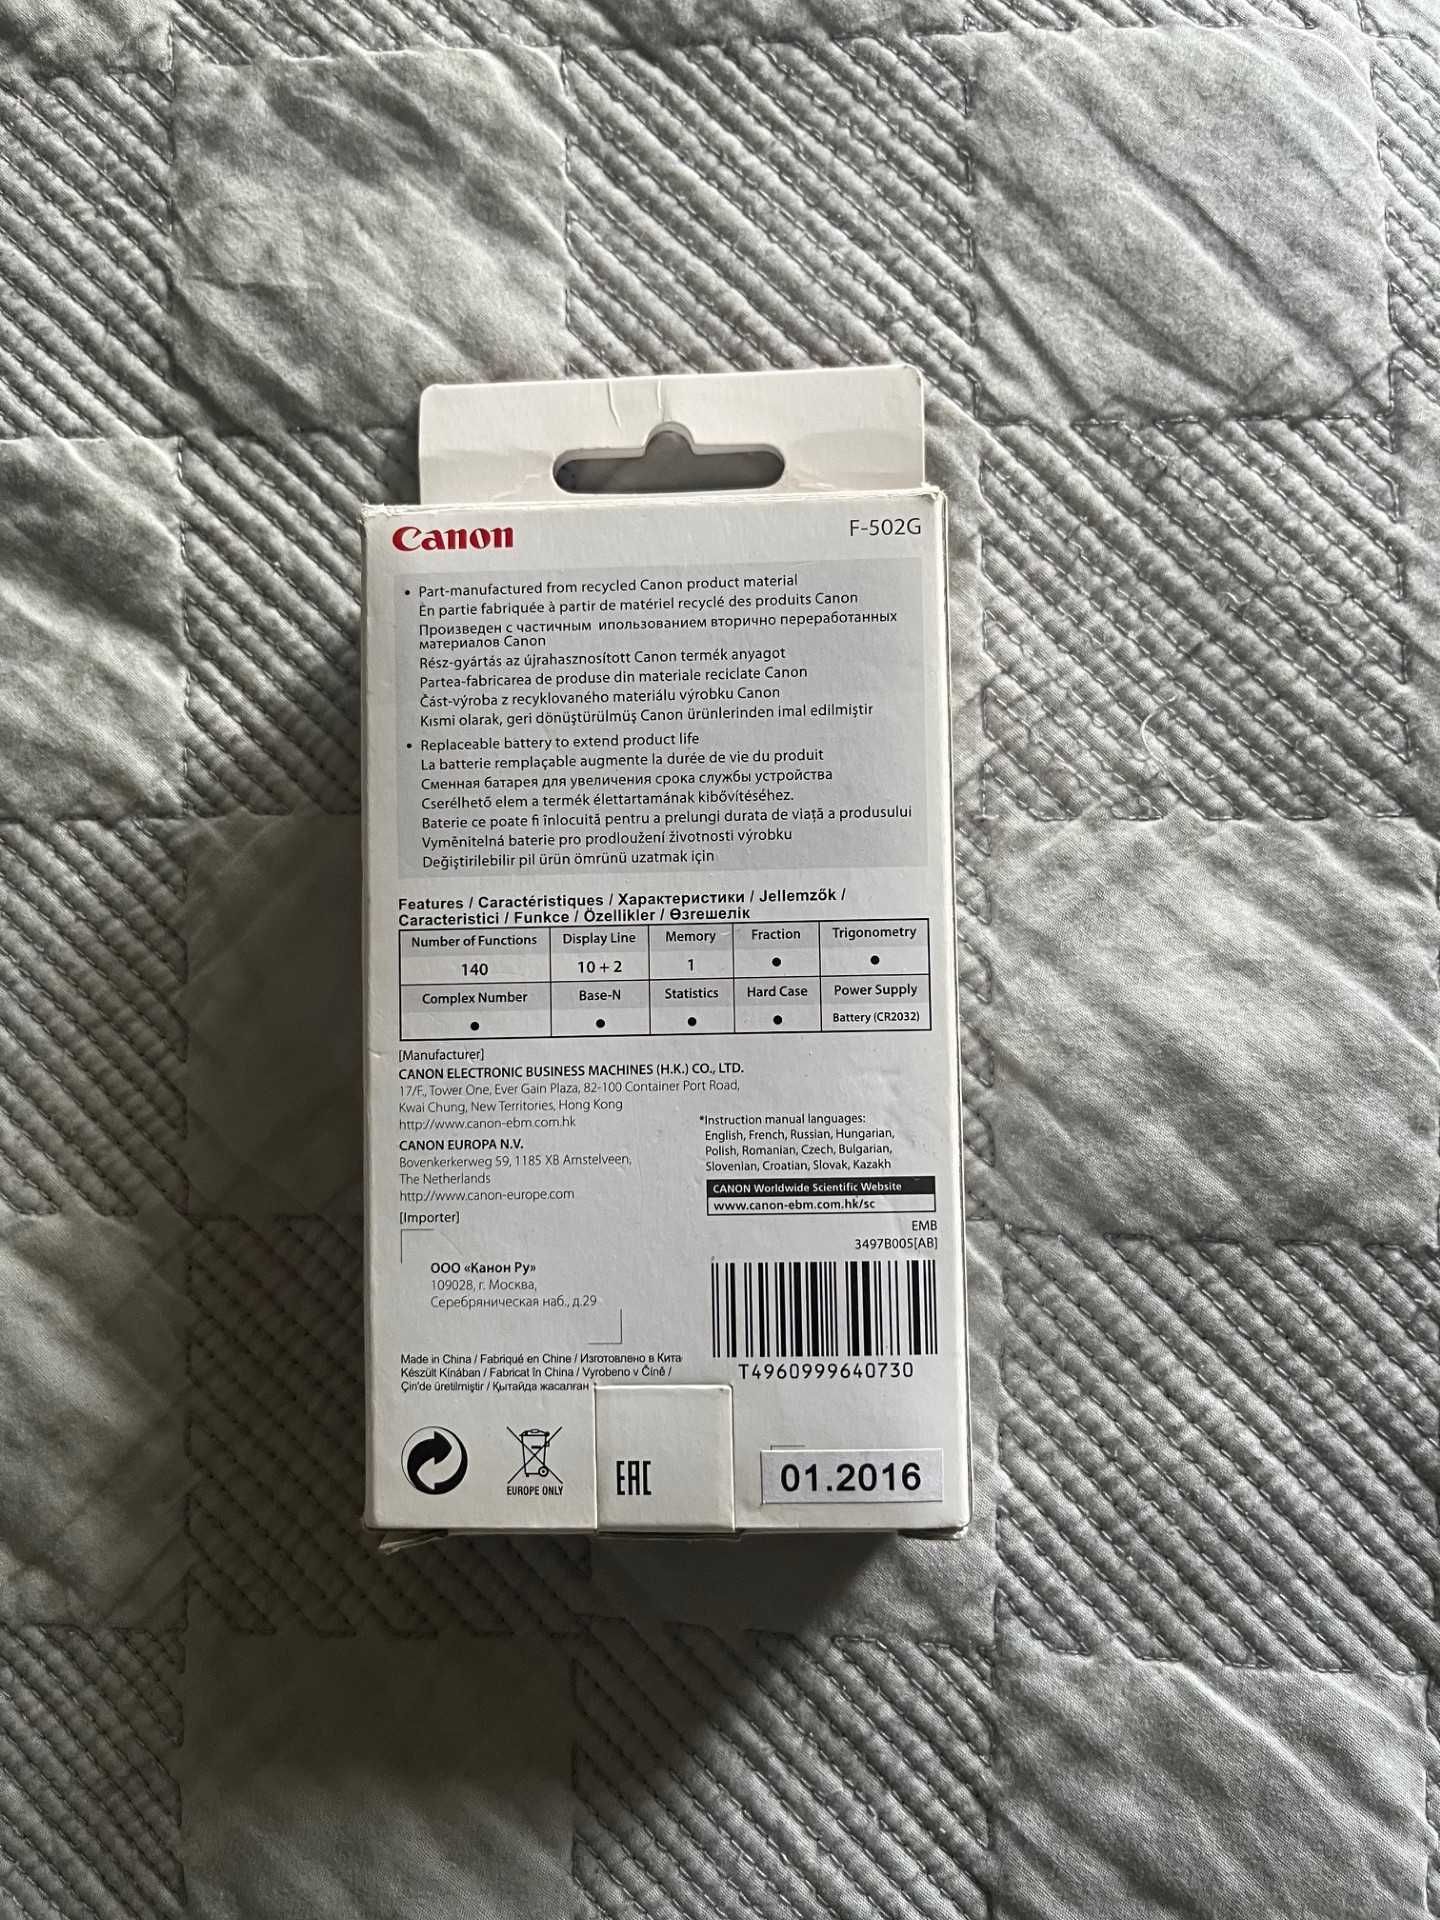 Canon
F-502G
• Part-manufactured from recycled Canon product material
En partie fabriquée à partir de matériel recyclé des produits Canon
Произведен с частичным ипользованием вторично переработанных
материалов Canon
Rész-gyártás az újrahasznosított Canon termék anyagot
Partea-fabricarea de produse din materiale reciclate Canon
Část-výroba z recyklovaného materiálu výrobku Canon
Kısmi olarak, geri dönüştürülmüş Canon ürünlerinden imal edilmiştir
• Replaceable battery to extend product life
La batterie remplaçable augmente la durée de vie du produit
Сменная батарея для увеличения срока службы устройства
Cserélhető elem a termék élettartamának kibővítéséhez.
Baterie ce poate fi înlocuită pentru a prelungi durata de viață a produsului
Vyměnitelná baterie pro prodloužení životnosti výrobku
Değiştirilebilir pil ürün ömrünü uzatmak için
Features / Caractéristiques / Характеристики / Jellemzők /
Caracteristici / Funkce / Özellikler / Өзгешелік
Number of Functions Display Line Memory Fraction Trigonometry
140 10 + 2 1 ● ●
Complex Number Base-N Statistics Hard Case Power Supply
● ● ● ● Battery (CR2032)
[Manufacturer]
CANON ELECTRONIC BUSINESS MACHINES (H.K.) CO., LTD.
17/F., Tower One, Ever Gain Plaza, 82-100 Container Port Road,
Kwai Chung, New Territories, Hong Kong
http://www.canon-ebm.com.hk
CANON EUROPA N.V.
Bovenkerkerweg 59, 1185 XB Amstelveen,
The Netherlands
http://www.canon-europe.com
[Importer]
ООО «Канон Ру»
109028, г. Москва,
Серебряническая наб., д.29
*Instruction manual languages:
English, French, Russian, Hungarian,
Polish, Romanian, Czech, Bulgarian,
Slovenian, Croatian, Slovak, Kazakh
CANON Worldwide Scientific Website
www.canon-ebm.com.hk/sc
EMB
3497B005[AB]
T4960999640730
Made in China / Fabriqué en Chine / Изготовлено в Кита
Készült Kínában / Fabricat în China / Vyrobeno v Číně /
Çin'de üretilmiştir / Қытайда жасалған
EUROPE ONLY
EAC
01.2016